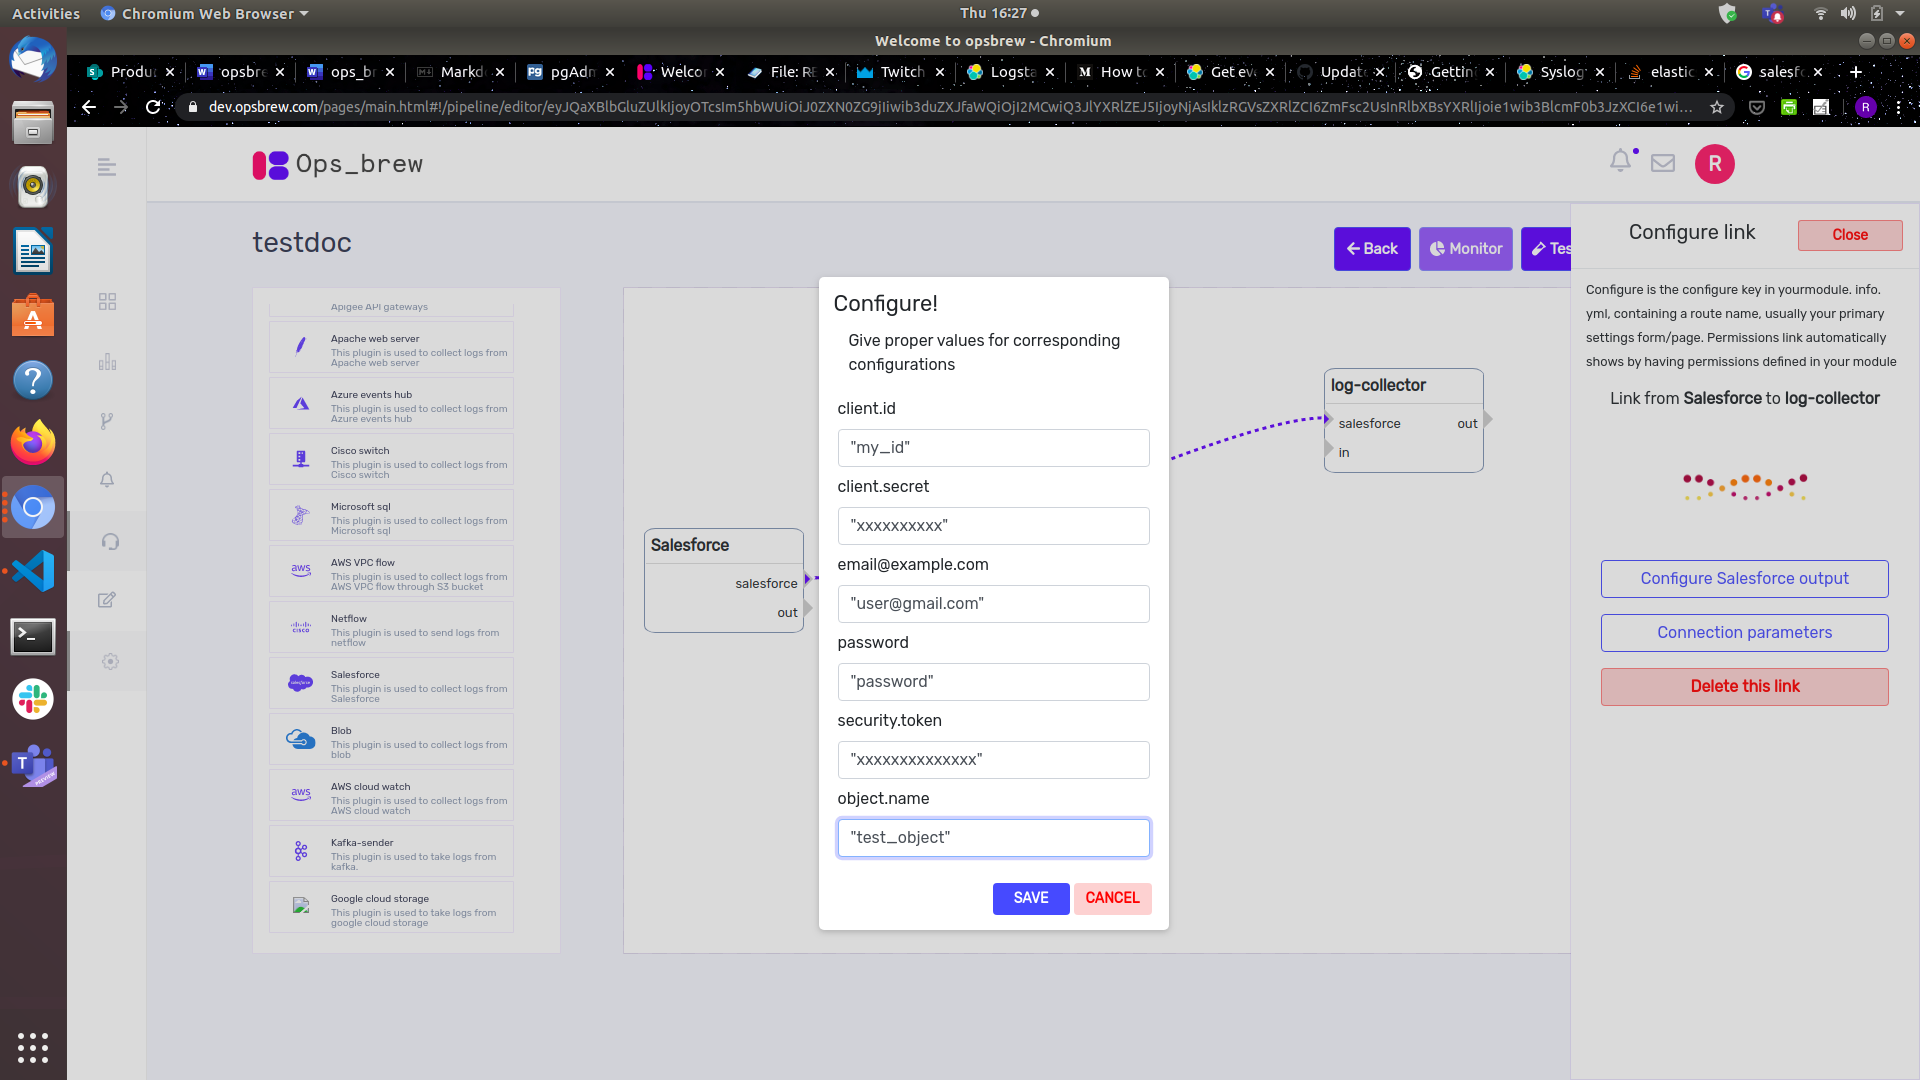 Activities
Chromium Web Browser
Thu 16:27
Welcome to opsbrew - Chromium
Produ
opsbre
ops_br
Markd
pgAdm
Welcor
File: RE
Twitch
Logsta
How to
Get eve
Updat
Gettin
Syslog
elastic
salesfo
dev.opsbrew.com/pages/main.html#!/pipeline/editor/
R
Ops_brew
R
testdoc
Back
Monitor
Tes
Configure link
Close
Configure is the configure key in yourmodule. info.
yml, containing a route name, usually your primary
settings form/page. Permissions link automatically
shows by having permissions defined in your module
Link from Salesforce to log-collector
Configure Salesforce output
Connection parameters
Delete this link
Apigee API gateways
Apache web server
This plugin is used to collect logs from
Apache web server
Azure events hub
This plugin is used to collect logs from
Azure events hub
Cisco switch
This plugin is used to collect logs from
Cisco switch
Microsoft sql
This plugin is used to collect logs from
Microsoft sql
aws
AWS VPC flow
This plugin is used to collect logs from
AWS VPC flow through S3 bucket
cisco
Netflow
This plugin is used to send logs from
netflow
Salesforce
This plugin is used to collect logs from
Salesforce
Blob
This plugin is used to collect logs from
blob
aws
AWS cloud watch
This plugin is used to collect logs from
AWS cloud watch
Kafka-sender
This plugin is used to take logs from
kafka.
Google cloud storage
This plugin is used to take logs from
google cloud storage
Salesforce
salesforce
out
log-collector
salesforce
out
in
Configure!
Give proper values for corresponding
configurations
client.id
"my_id"
client.secret
"xxxxxxxxxx"
email@example.com
"user@gmail.com"
password
"password"
security.token
"xxxxxxxxxxxxxx"
object.name
"test_object"
SAVE
CANCEL